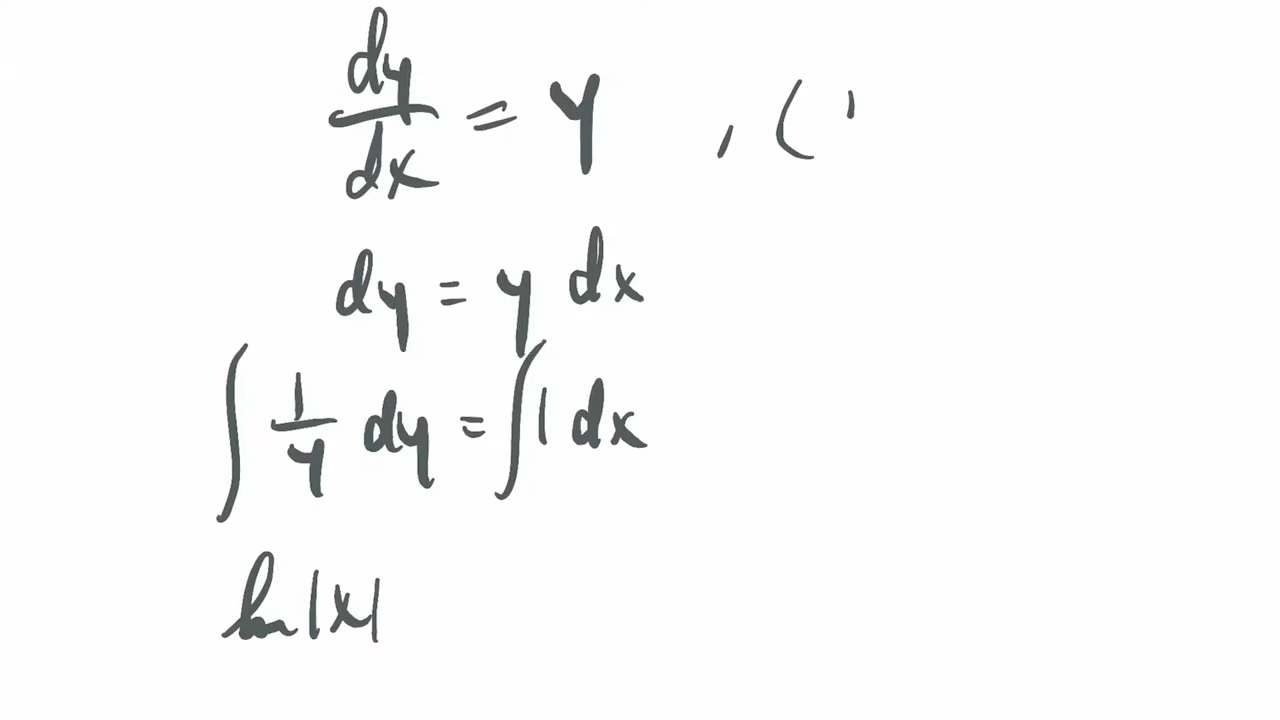 dy/dx = y , ( '
dy = y dx
∫ 1/y dy = ∫ 1 dx
ln |x|